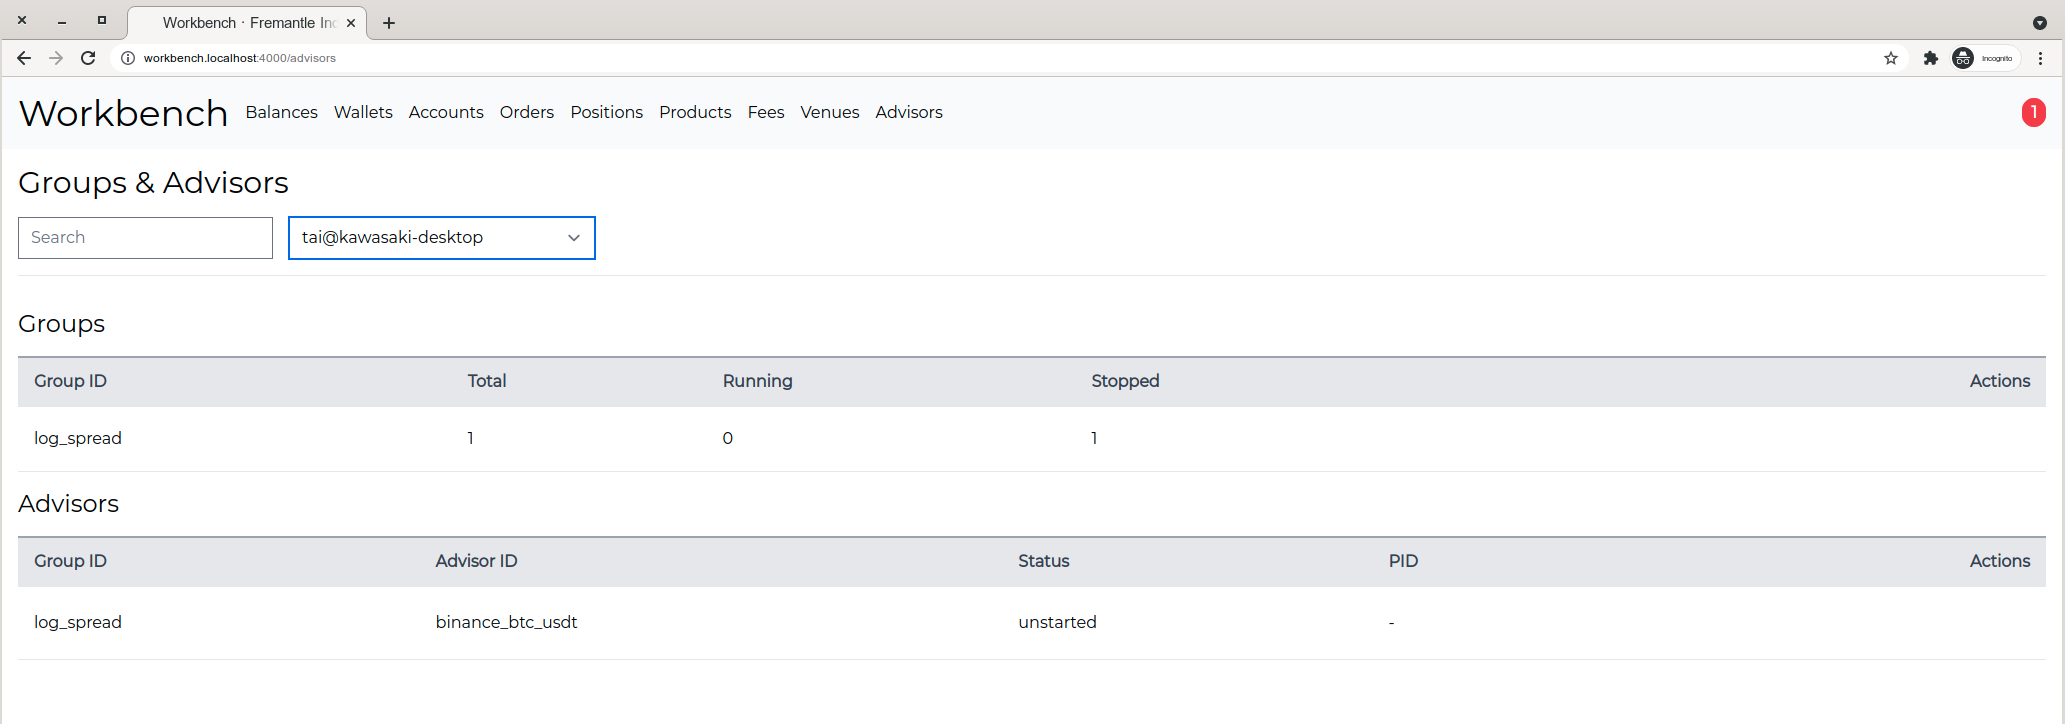 Workbench · Fremantle Inc
workbench.localhost:4000/advisors
Incognito
Workbench Balances Wallets Accounts Orders Positions Products Fees Venues Advisors 1
Groups & Advisors
Search tai@kawasaki-desktop
Groups
Group ID Total Running Stopped Actions
log_spread 1 0 1
Advisors
Group ID Advisor ID Status PID Actions
log_spread binance_btc_usdt unstarted -